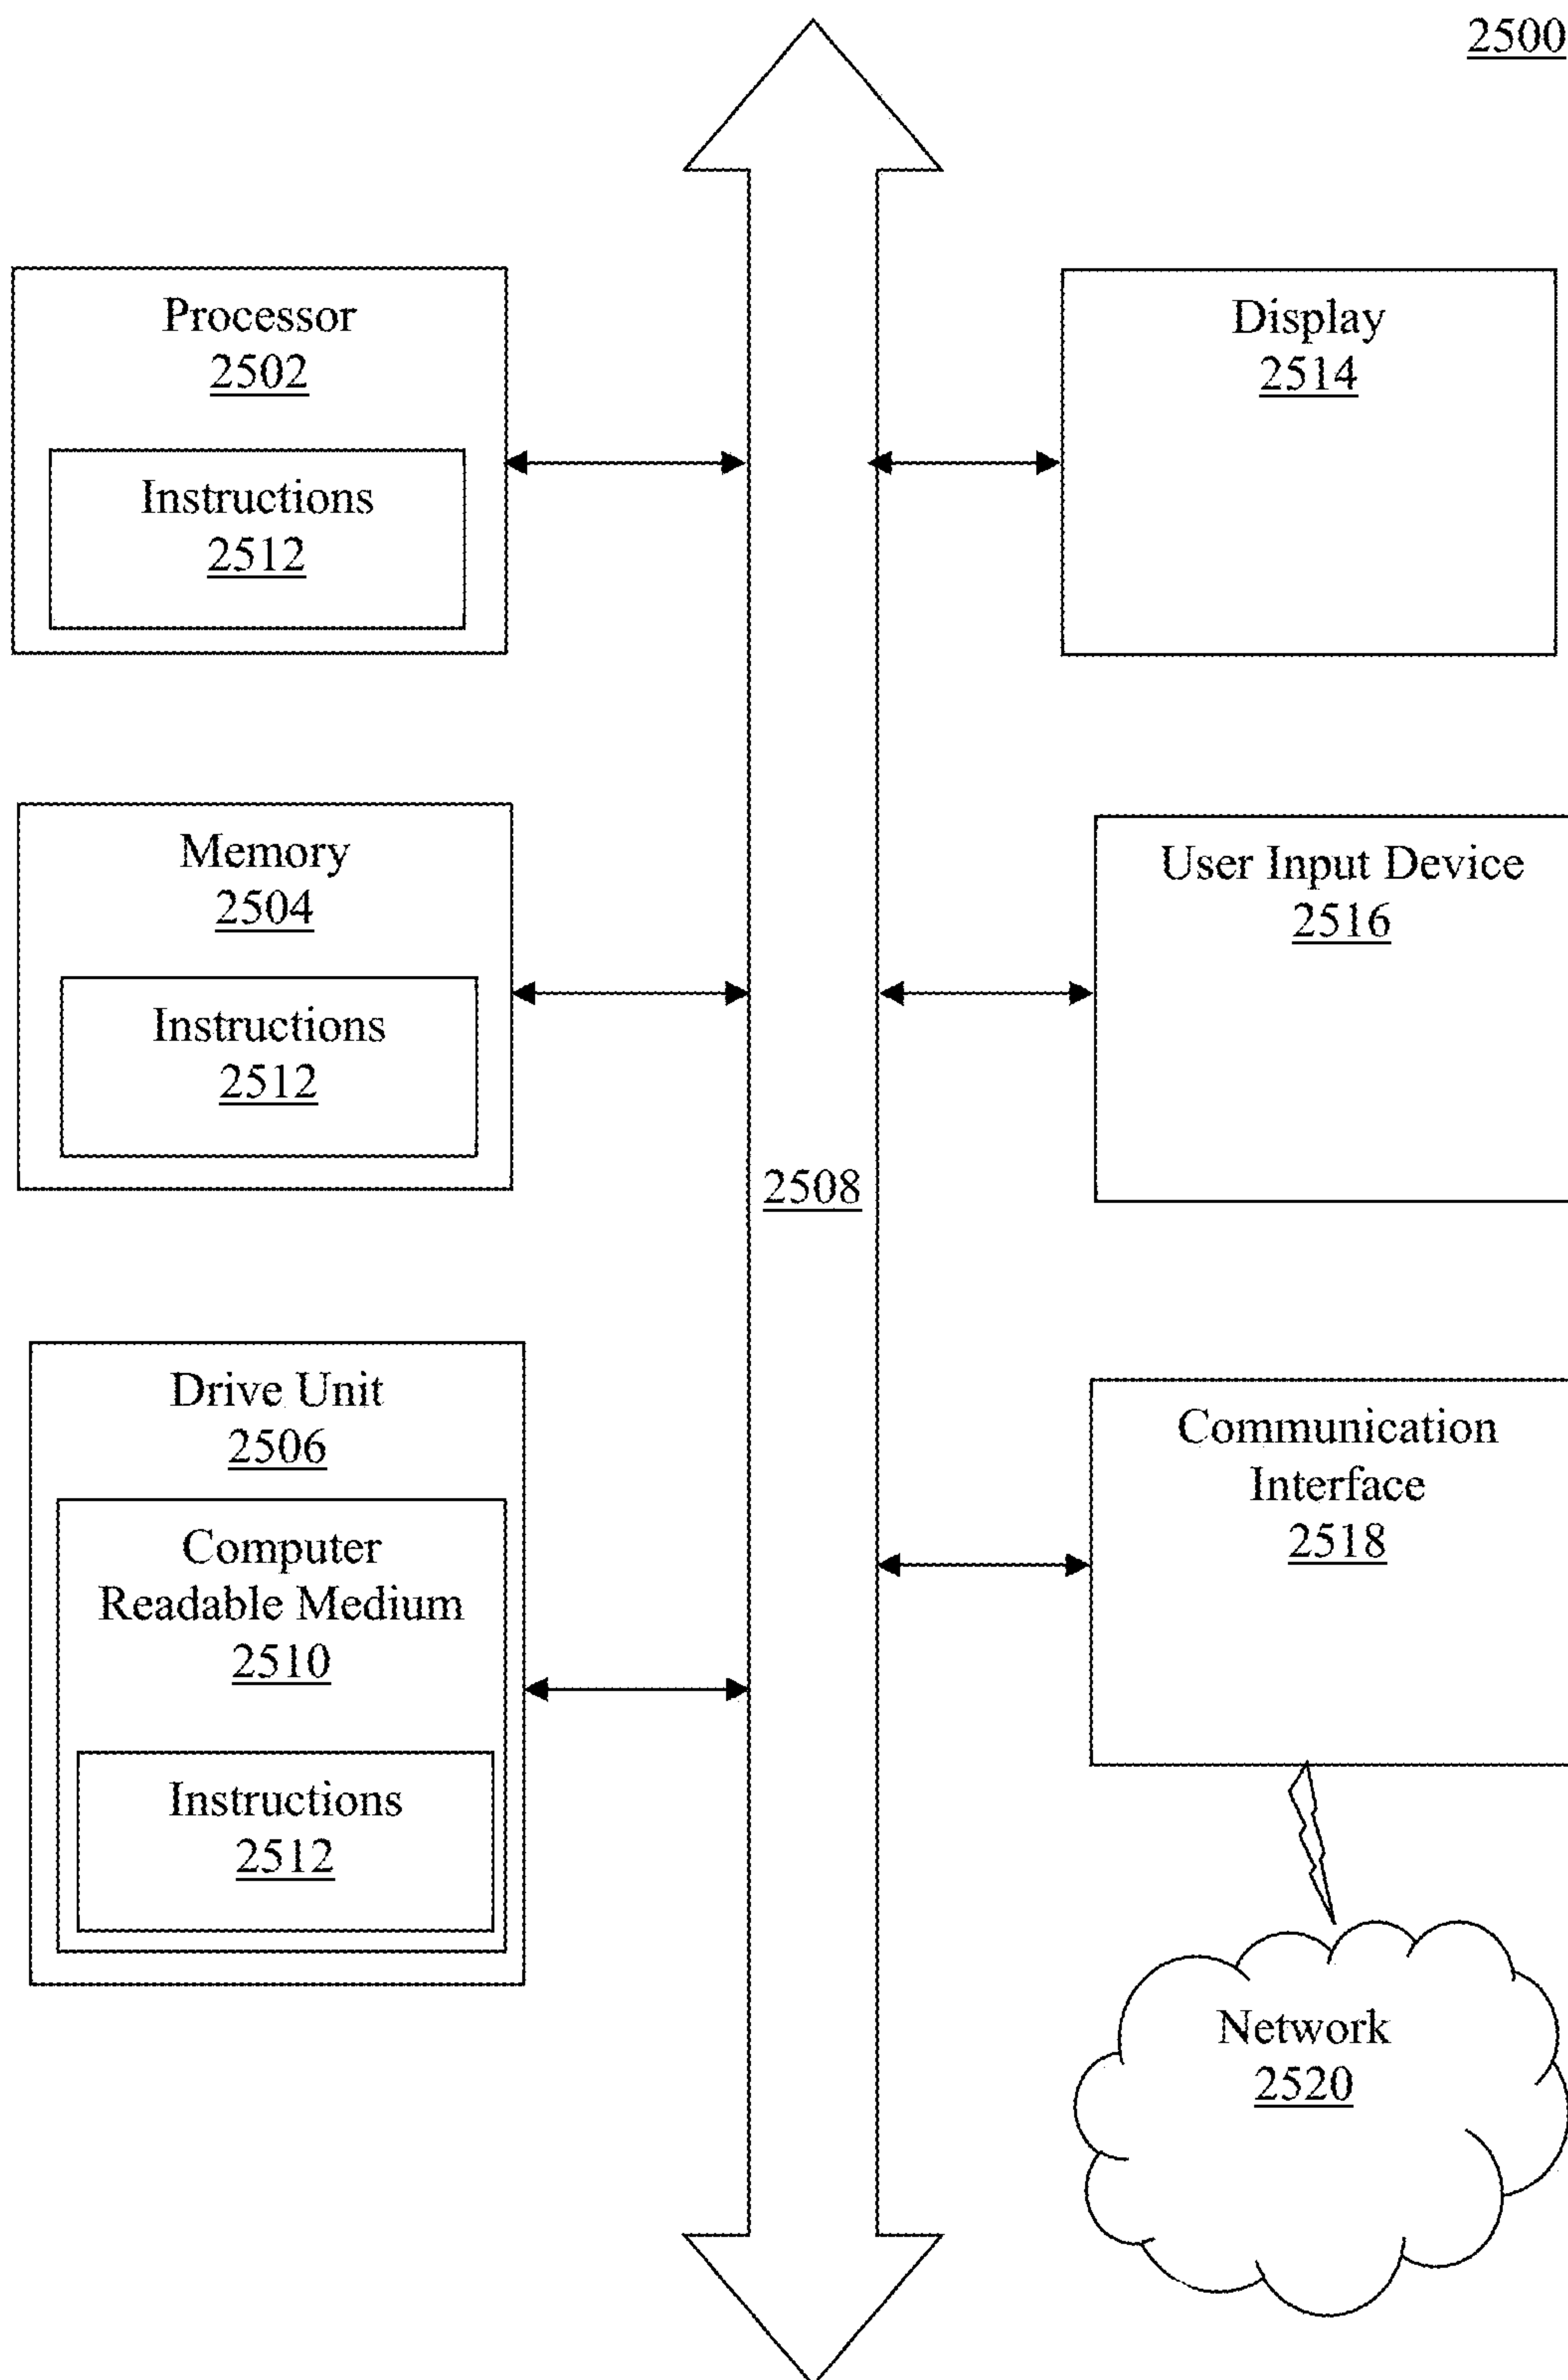 2500
Processor
2502
Instructions
2512
Display
2514
Memory
2504
Instructions
2512
User Input Device
2516
2508
Drive Unit
2506
Computer
Readable Medium
2510
Instructions
2512
Communication
Interface
2518
Network
2520